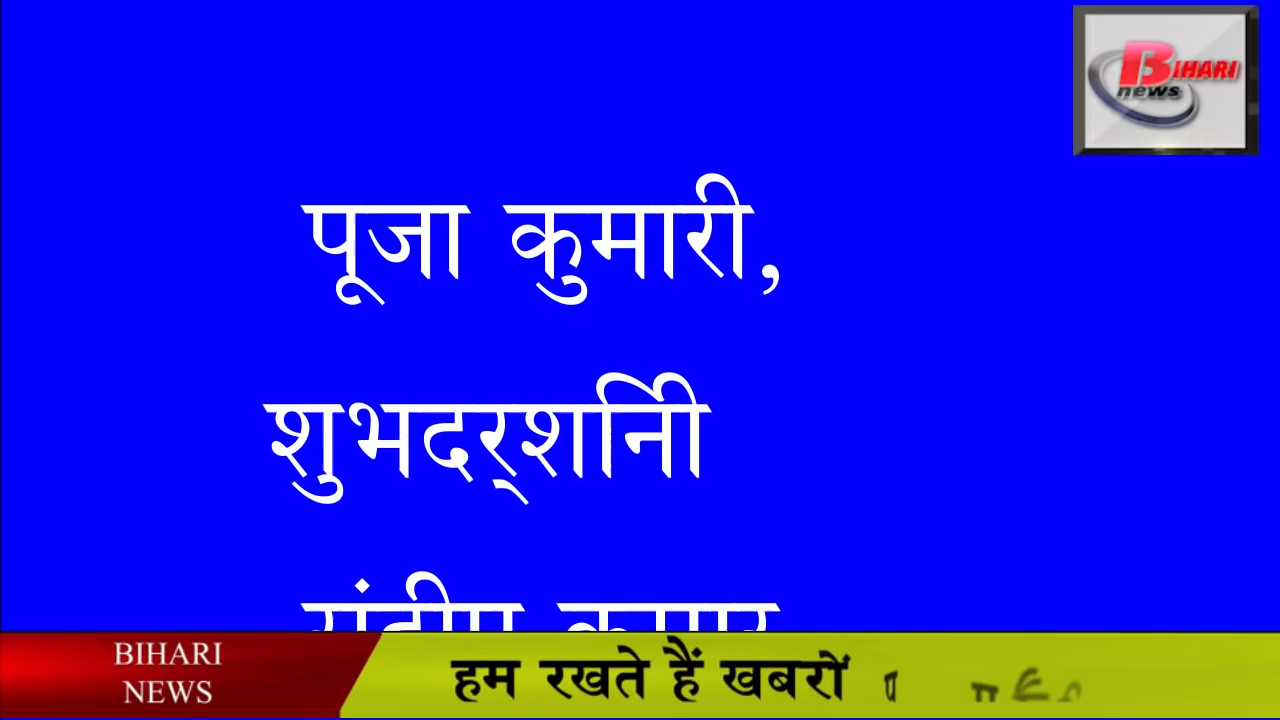 BIHARI
news
पूजा कुमारी,
शुभदर्शिनी
BIHARI
NEWS
हम रखते हैं खबरों